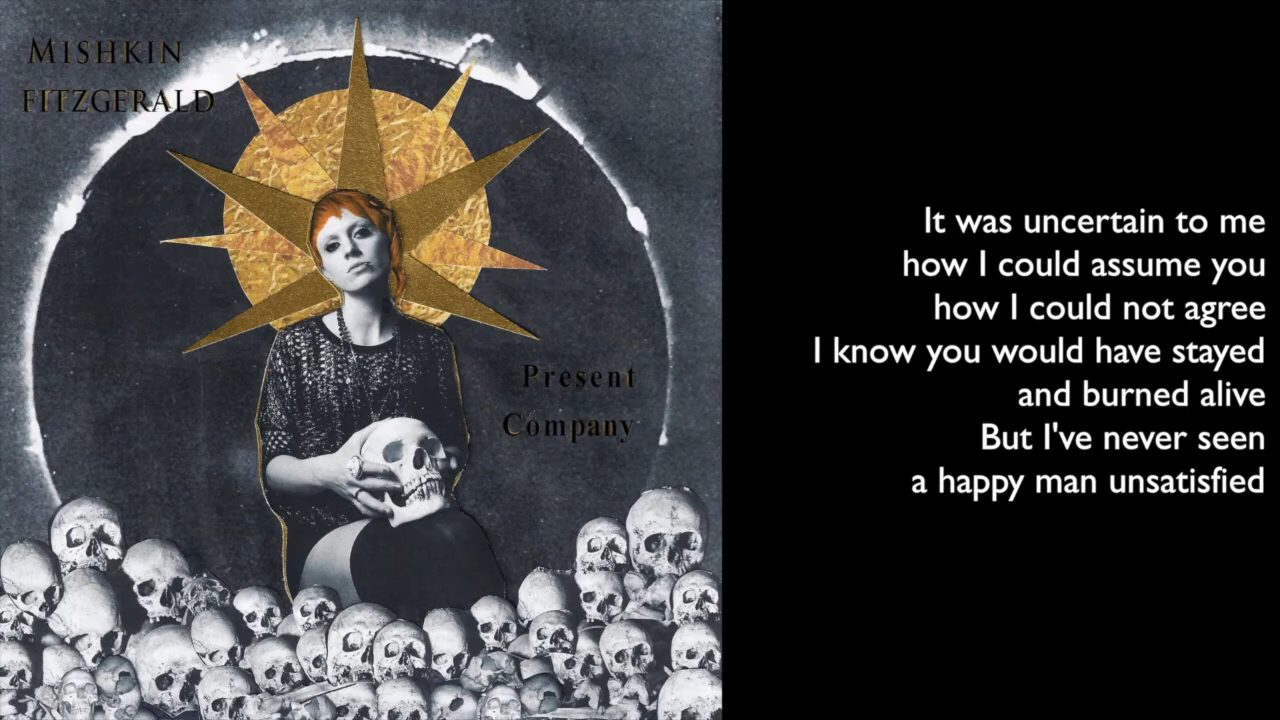 MISHKIN
FITZGERALD
Present
Company
It was uncertain to me
how I could assume you
how I could not agree
I know you would have stayed
and burned alive
But I've never seen
a happy man unsatisfied